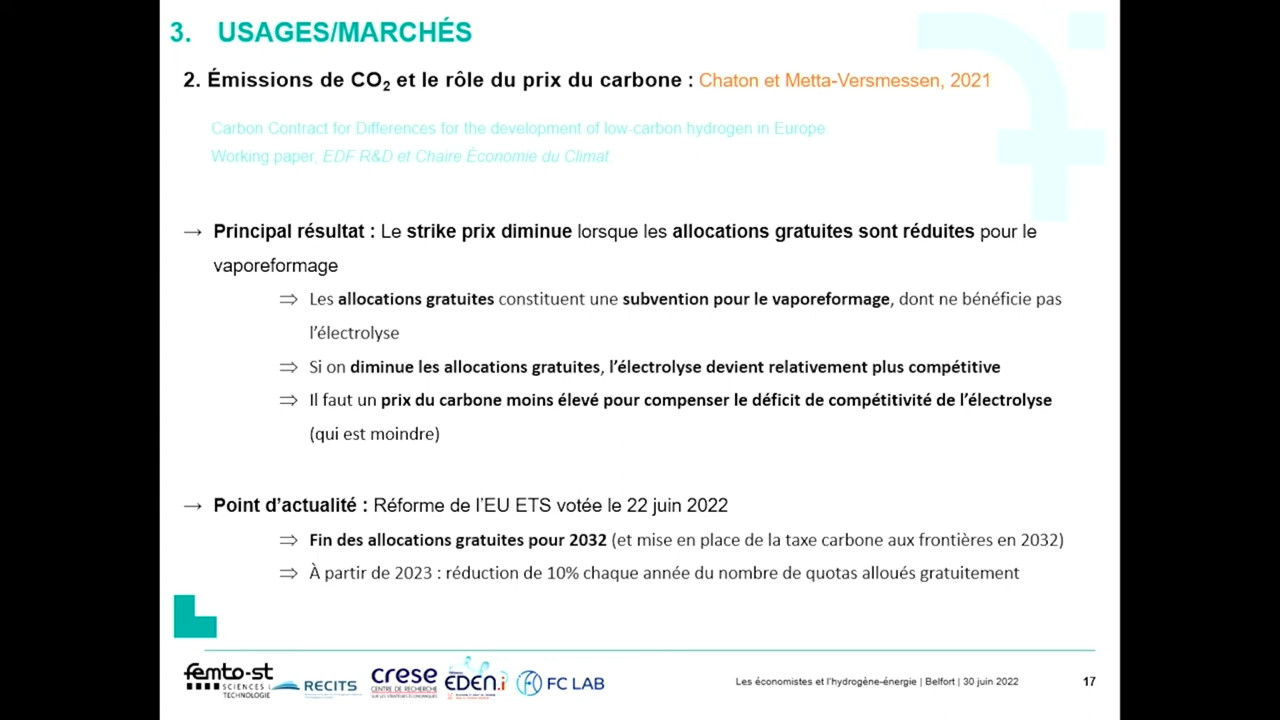 3. USAGES/MARCHÉS
2. Émissions de CO₂ et le rôle du prix du carbone : Chaton et Metta-Versmessen, 2021
Carbon Contract for Differences for the development of low-carbon hydrogen in Europe.
Working paper, EDF R&D et Chaire Économie du Climat
→ Principal résultat : Le strike prix diminue lorsque les allocations gratuites sont réduites pour le
vaporeformage
⇒ Les allocations gratuites constituent une subvention pour le vaporeformage, dont ne bénéficie pas
l'électrolyse
⇒ Si on diminue les allocations gratuites, l'électrolyse devient relativement plus compétitive
⇒ Il faut un prix du carbone moins élevé pour compenser le déficit de compétitivité de l'électrolyse
(qui est moindre)
→ Point d'actualité : Réforme de l'EU ETS votée le 22 juin 2022
⇒ Fin des allocations gratuites pour 2032 (et mise en place de la taxe carbone aux frontières en 2032)
⇒ À partir de 2023 : réduction de 10% chaque année du nombre de quotas alloués gratuitement
femto-st
SCIENCES &
TECHNOLOGIE
RECITS
crese
CENTRE DE RECHERCHE
SUR LES STRATÉGIES ÉCONOMIQUES
EDEN.i
FC LAB
Les économistes et l'hydrogène-énergie | Belfort | 30 juin 2022
17